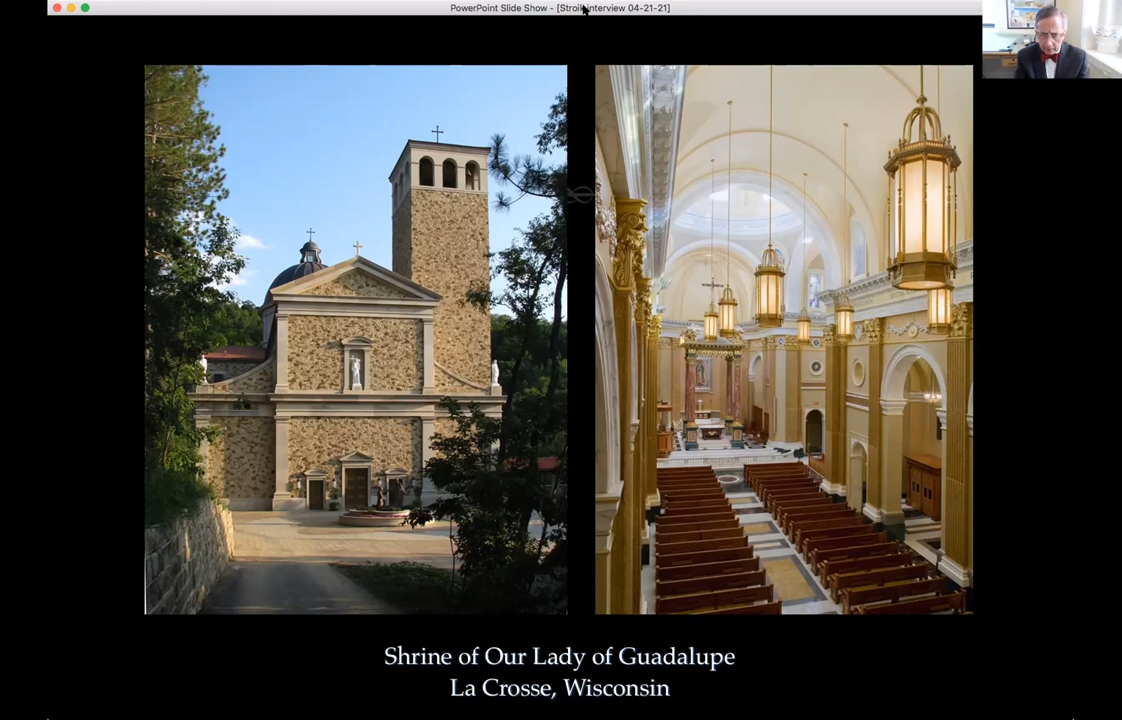 PowerPoint Slide Show - [Stroik Interview 04-21-21]
Shrine of Our Lady of Guadalupe
La Crosse, Wisconsin